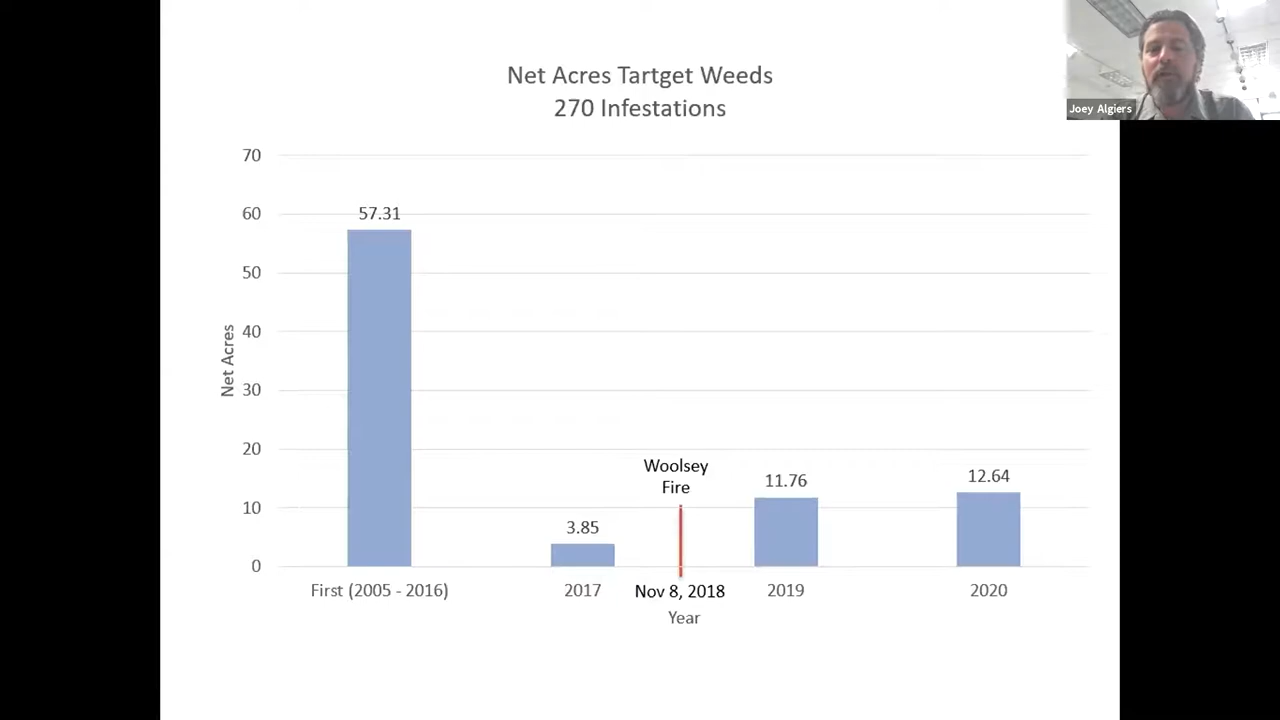 Net Acres Tartget Weeds
270 Infestations
Joey Algiers
70
60
50
40
30
20
10
0
Net Acres
57.31
3.85
Woolsey
Fire
11.76
12.64
First (2005 - 2016)
2017
Nov 8, 2018
2019
2020
Year